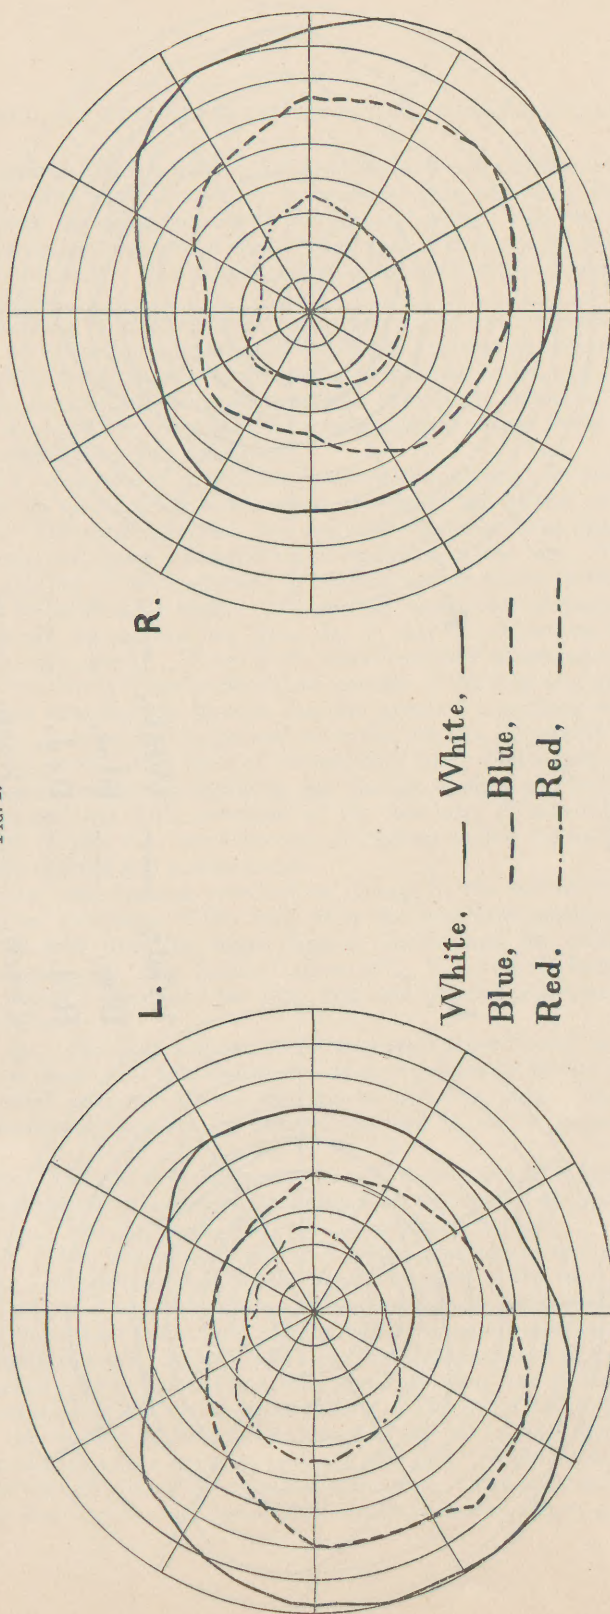 L.
R.
White. White,
Blue, Blue,
Red. Red,